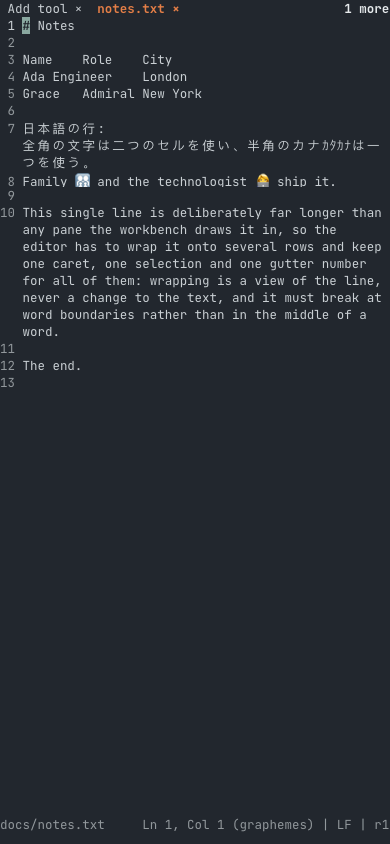 Add tool × notes.txt × 1 more
1 # Notes
2
3 Name    Role    City
4 Ada Engineer    London
5 Grace   Admiral New York
6
7 日本語の行:
全角の文字は二つのセルを使い、半角のカナｶﾀｶﾅは一
つを使う。
8 Family 👪 and the technologist 🧑‍💻 ship it.
9
10 This single line is deliberately far longer than
any pane the workbench draws it in, so the
editor has to wrap it onto several rows and keep
one caret, one selection and one gutter number
for all of them: wrapping is a view of the line,
never a change to the text, and it must break at
word boundaries rather than in the middle of a
word.
11
12 The end.
13
docs/notes.txt Ln 1, Col 1 (graphemes) | LF | r1